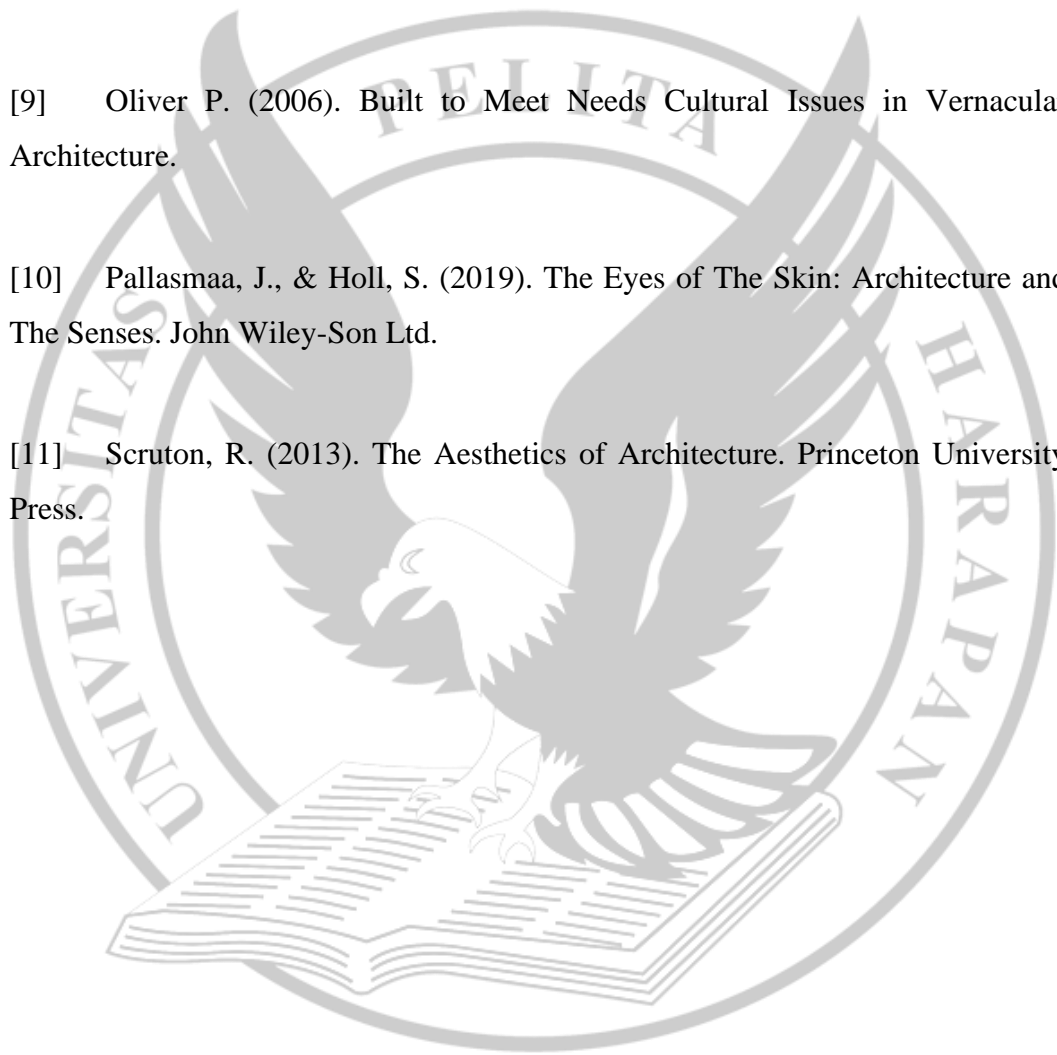 PELITA
[9] Oliver P. (2006). Built to Meet Needs Cultural Issues in Vernacula
Architecture.
[10] Pallasmaa, J., & Holl, S. (2019). The Eyes of The Skin: Architecture and
The Senses. John Wiley-Son Ltd.
[11] Scruton, R. (2013). The Aesthetics of Architecture. Princeton University
Press.
UNIVERSITAS
HARAPAN